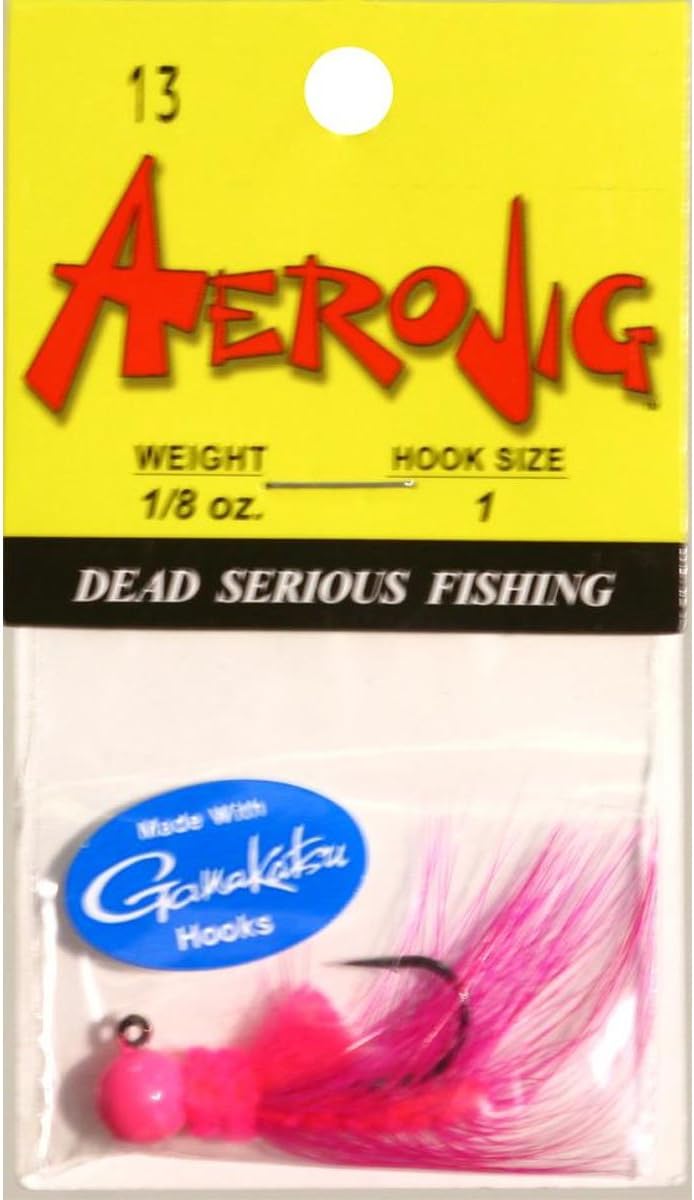 13
AEROJIG
WEIGHT HOOK SIZE
1/8 oz. 1
DEAD SERIOUS FISHING
Made With
Gamakatsu
Hooks